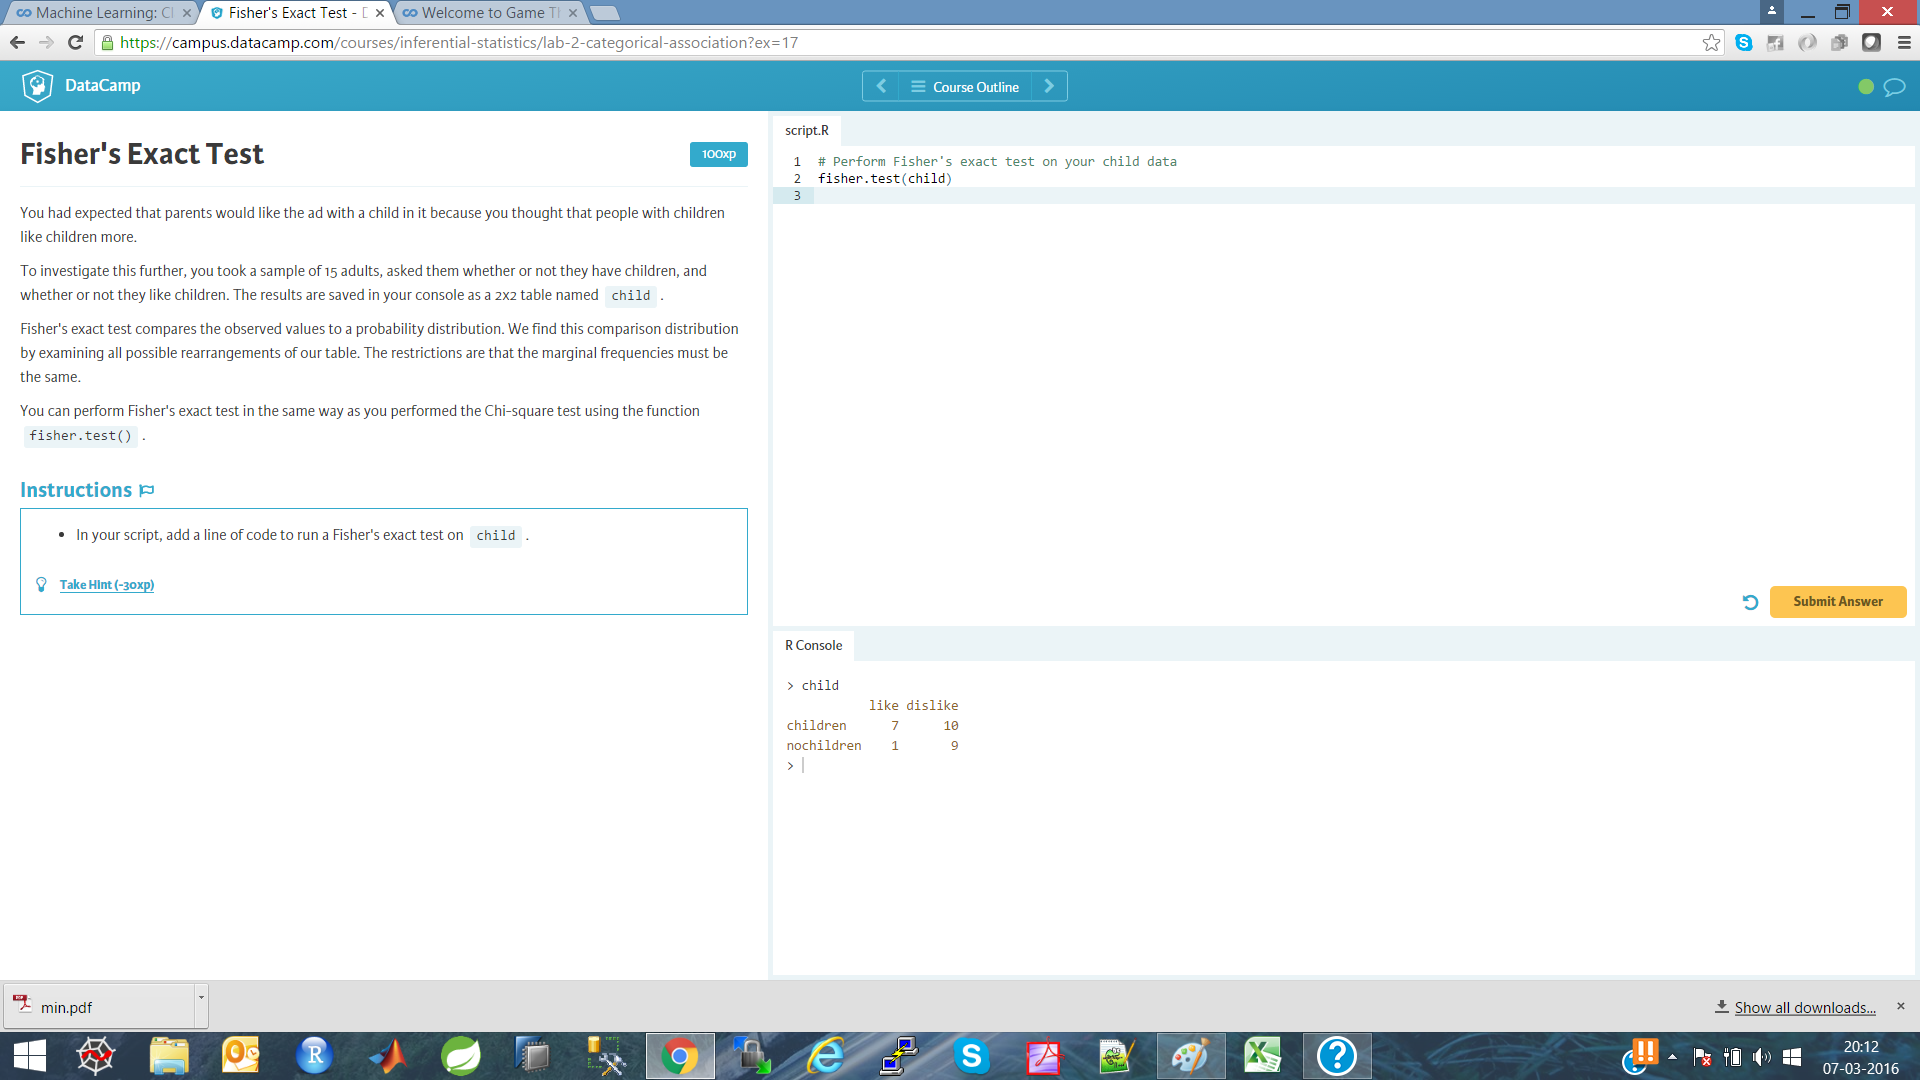 Machine Learning: Cl
Fisher's Exact Test - D
Welcome to Game Th
https://campus.datacamp.com/courses/inferential-statistics/lab-2-categorical-association?ex=17
DataCamp
Course Outline
Fisher's Exact Test
100xp
You had expected that parents would like the ad with a child in it because you thought that people with children
like children more.
To investigate this further, you took a sample of 15 adults, asked them whether or not they have children, and
whether or not they like children. The results are saved in your console as a 2x2 table named child .
Fisher's exact test compares the observed values to a probability distribution. We find this comparison distribution
by examining all possible rearrangements of our table. The restrictions are that the marginal frequencies must be
the same.
You can perform Fisher's exact test in the same way as you performed the Chi-square test using the function
fisher.test() .
Instructions
• In your script, add a line of code to run a Fisher's exact test on child .
Take Hint (-30xp)
script.R
1 # Perform Fisher's exact test on your child data
2 fisher.test(child)
3
Submit Answer
R Console
> child
like dislike
children 7 10
nochildren 1 9
>
min.pdf
Show all downloads...
20:12
07-03-2016